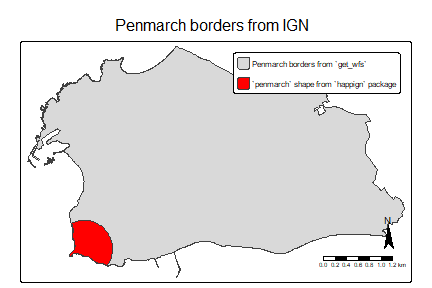 Penmarch borders from IGN
Penmarch borders from `get_wfs`
`penmarch` shape from `happign` package
N
0.0 0.2 0.4 0.6 0.8 1.0 1.2 km